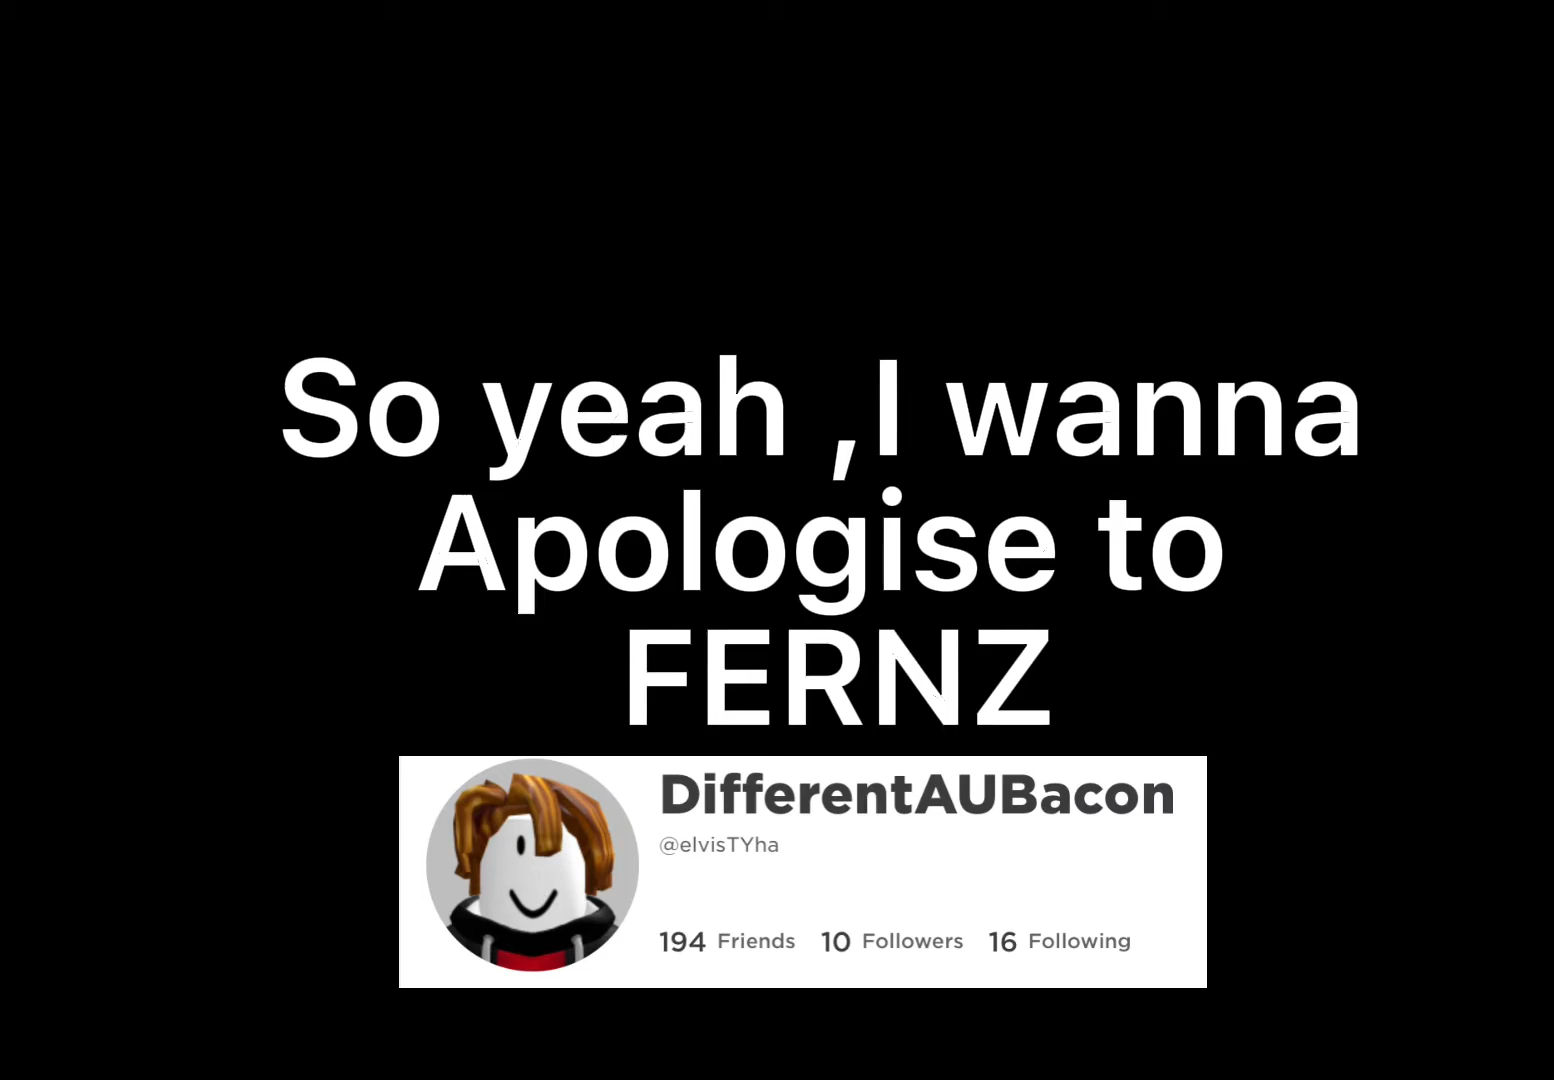 So yeah ,I wanna
Apologise to
FERNZ
DifferentAUBacon
@elvisTYha
194 Friends 10 Followers 16 Following